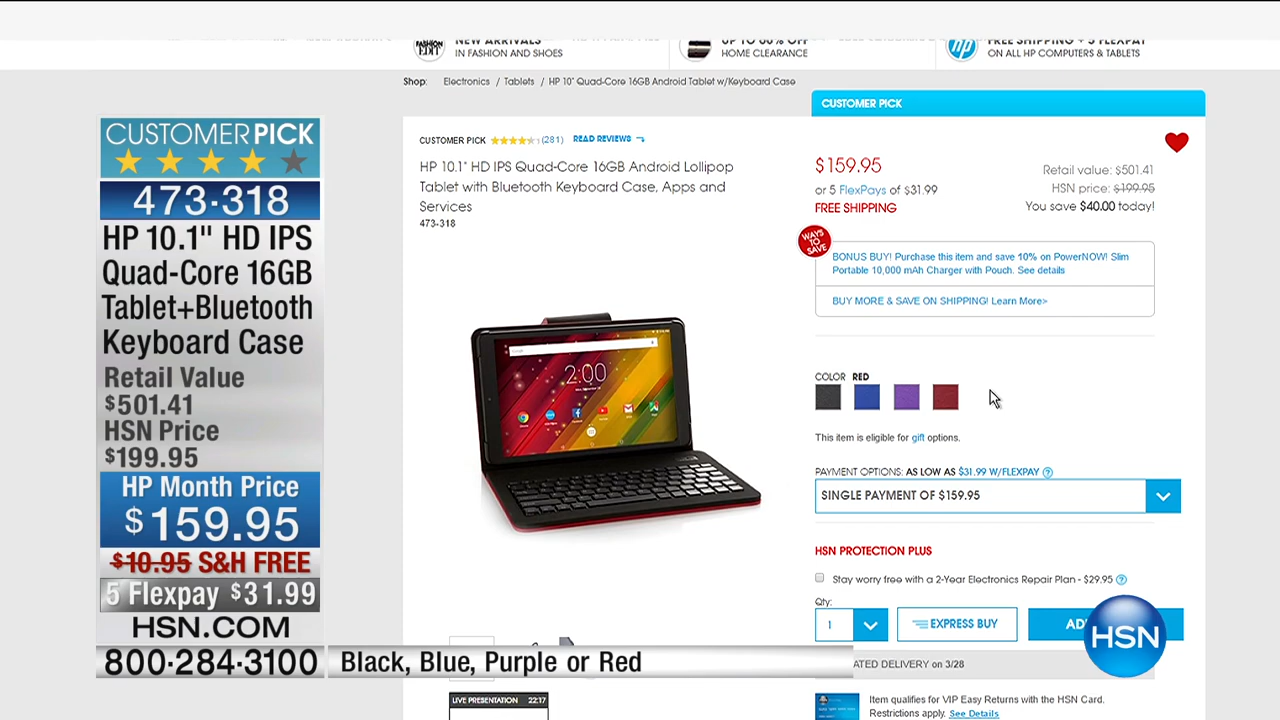 FASHION EDIT
NEW ARRIVALS
IN FASHION AND SHOES
UP TO 60% OFF
HOME CLEARANCE
hp
FREE SHIPPING + 5 FLEXPAY
ON ALL HP COMPUTERS & TABLETS
Shop: Electronics / Tablets / HP 10" Quad-Core 16GB Android Tablet w/Keyboard Case
CUSTOMER PICK
473-318
HP 10.1" HD IPS
Quad-Core 16GB
Tablet+Bluetooth
Keyboard Case
Retail Value
$501.41
HSN Price
$199.95
HP Month Price
$159.95
$10.95 S&H FREE
5 Flexpay $31.99
HSN.COM
800-284-3100
Black, Blue, Purple or Red
CUSTOMER PICK (281) READ REVIEWS
HP 10.1" HD IPS Quad-Core 16GB Android Lollipop
Tablet with Bluetooth Keyboard Case, Apps and
Services
473-318
2:00
LIVE PRESENTATION 22:17
CUSTOMER PICK
$159.95
or 5 FlexPays of $31.99
FREE SHIPPING
Retail value: $501.41
HSN price: $199.95
You save $40.00 today!
WAYS
TO
SAVE
BONUS BUY! Purchase this item and save 10% on PowerNOW! Slim
Portable 10,000 mAh Charger with Pouch. See details
BUY MORE & SAVE ON SHIPPING! Learn More>
COLOR RED
This item is eligible for gift options.
PAYMENT OPTIONS: AS LOW AS $31.99 W/FLEXPAY ?
SINGLE PAYMENT OF $159.95
HSN PROTECTION PLUS
Stay worry free with a 2-Year Electronics Repair Plan - $29.95 ?
Qty:
1
EXPRESS BUY
HSN
ATED DELIVERY on 3/28
Item qualifies for VIP Easy Returns with the HSN Card.
Restrictions apply. See Details